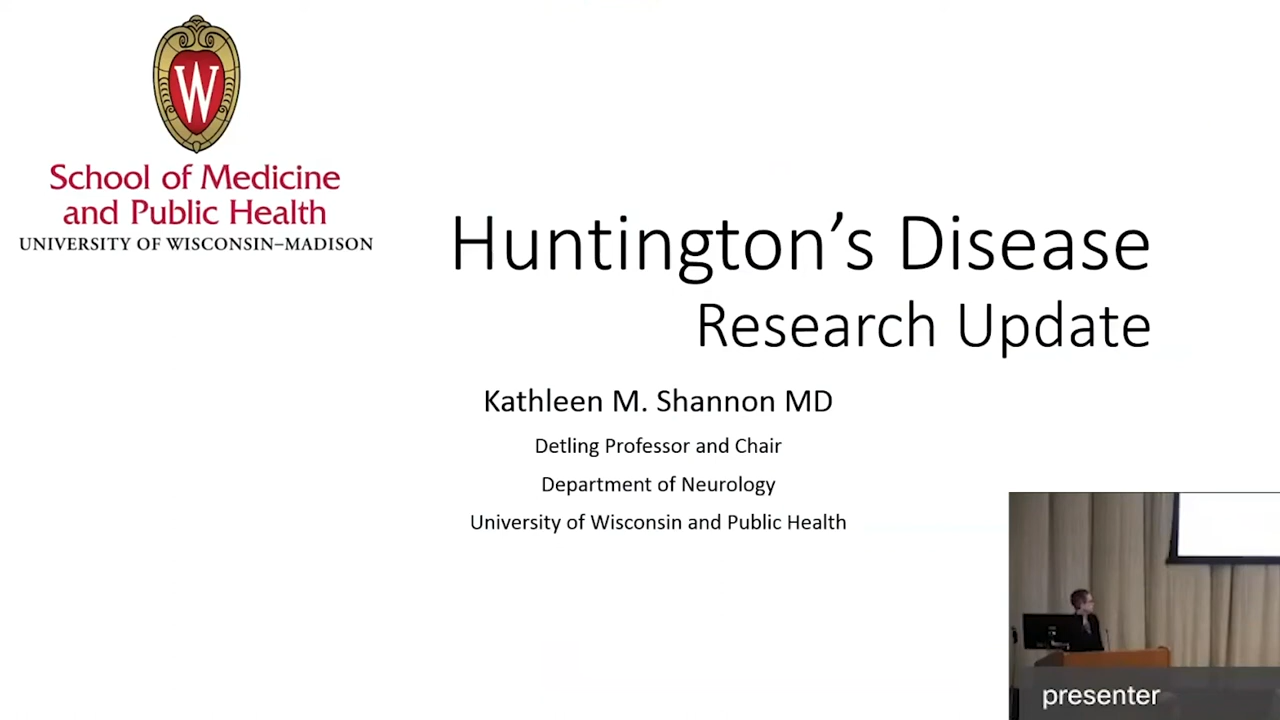 W
School of Medicine
and Public Health
UNIVERSITY OF WISCONSIN–MADISON
Huntington’s Disease
Research Update
Kathleen M. Shannon MD
Detling Professor and Chair
Department of Neurology
University of Wisconsin and Public Health
presenter